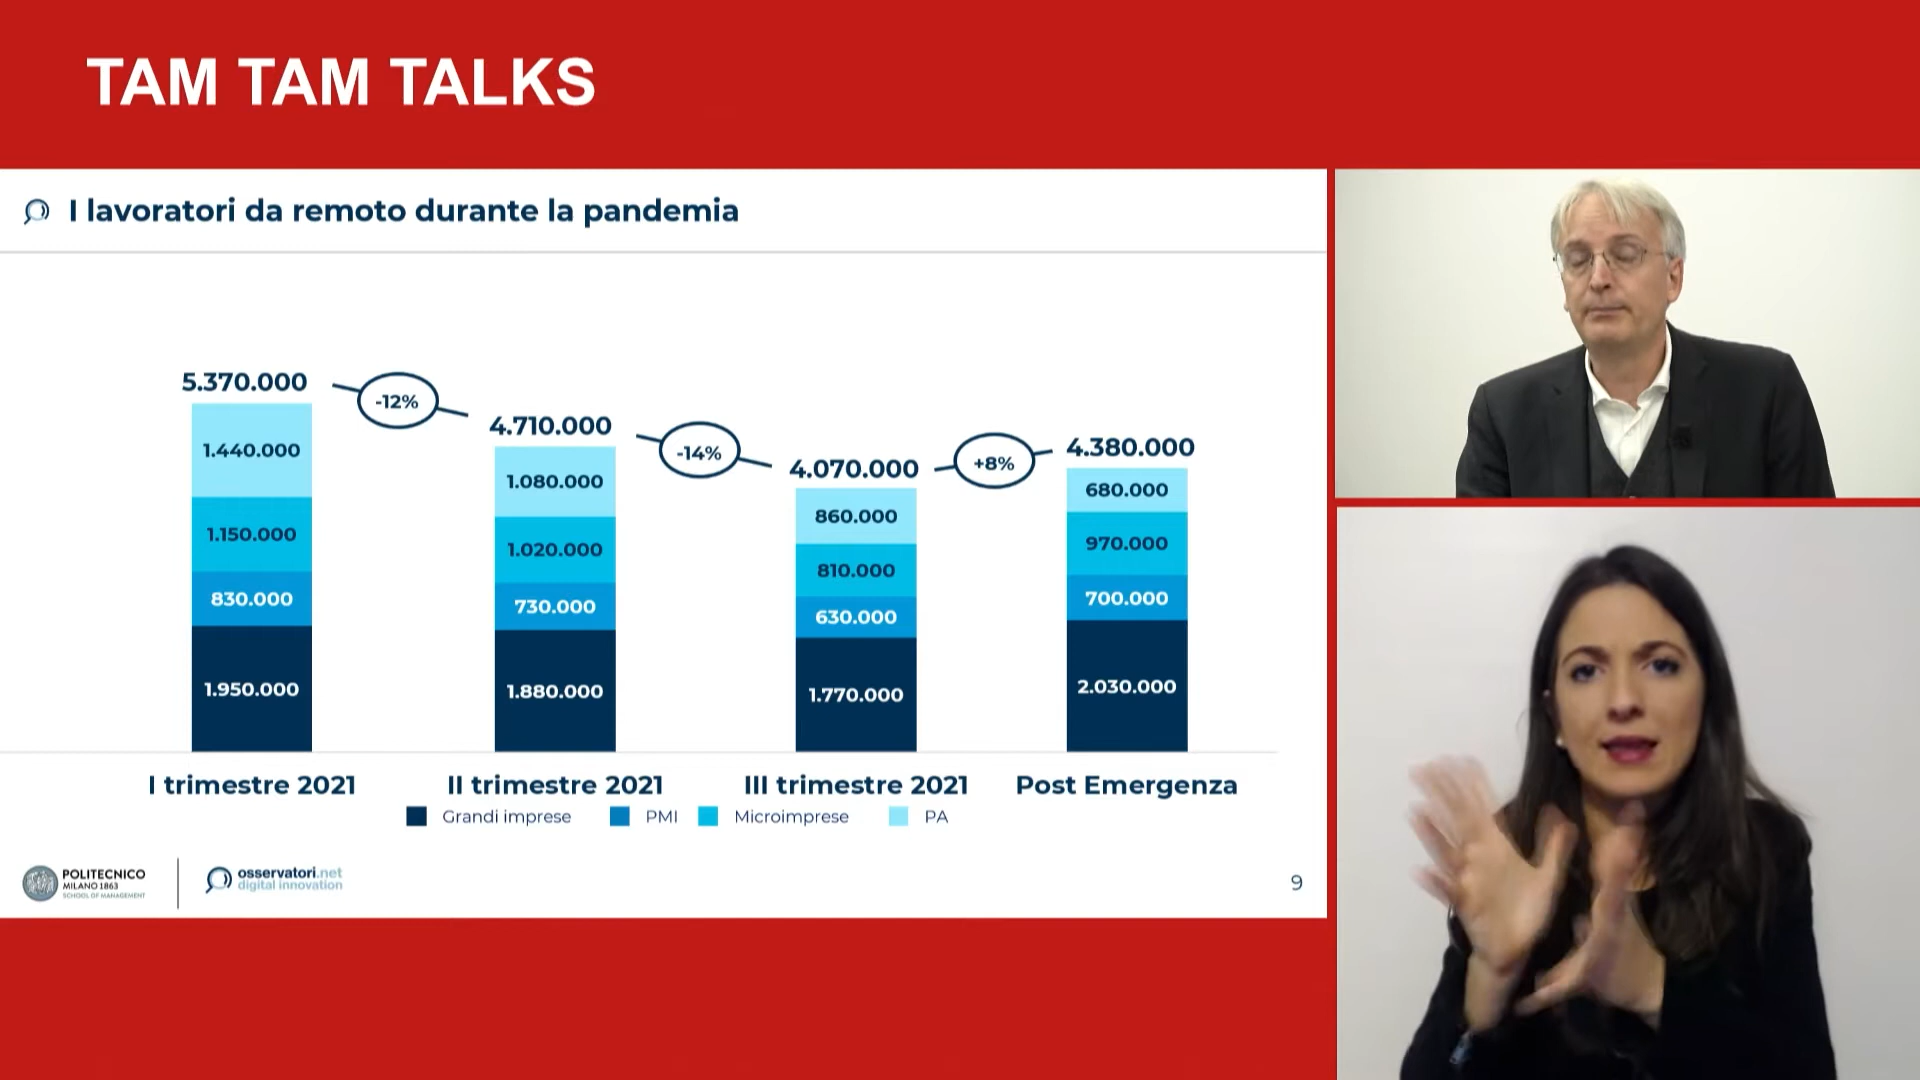 TAM TAM TALKS
I lavoratori da remoto durante la pandemia
5.370.000
-12%
4.710.000
-14%
4.070.000
+8%
4.380.000
1.440.000
1.150.000
830.000
1.950.000
1.080.000
1.020.000
730.000
1.880.000
860.000
810.000
630.000
1.770.000
680.000
970.000
700.000
2.030.000
I trimestre 2021
II trimestre 2021
III trimestre 2021
Post Emergenza
Grandi imprese
PMI
Microimprese
PA
POLITECNICO
MILANO 1863
SCHOOL OF MANAGEMENT
osservatori.net
digital innovation
9